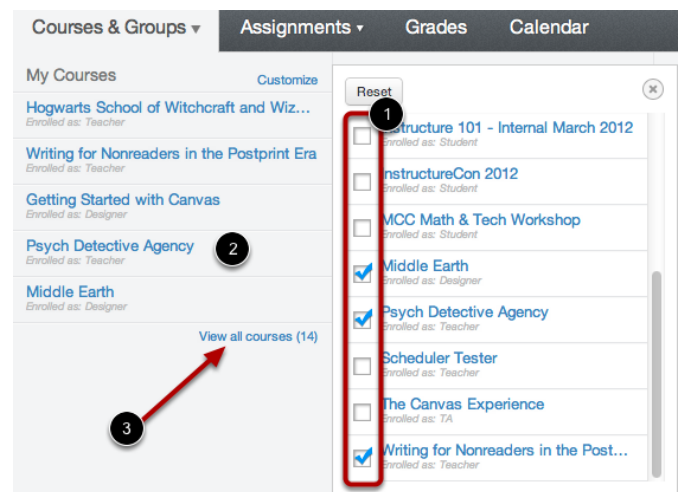 Courses & Groups ▾ Assignments ▾ Grades Calendar
My Courses Customize
Hogwarts School of Witchcraft and Wiz...
Enrolled as: Teacher
Writing for Nonreaders in the Postprint Era
Enrolled as: Teacher
Getting Started with Canvas
Enrolled as: Designer
Psych Detective Agency
Enrolled as: Teacher
2
Middle Earth
Enrolled as: Designer
View all courses (14)
3
Reset
1
Instructure 101 - Internal March 2012
Enrolled as: Student
InstructureCon 2012
Enrolled as: Student
MCC Math & Tech Workshop
Enrolled as: Student
Middle Earth
Enrolled as: Designer
Psych Detective Agency
Enrolled as: Teacher
Scheduler Tester
Enrolled as: Teacher
The Canvas Experience
Enrolled as: TA
Writing for Nonreaders in the Post...
Enrolled as: Teacher